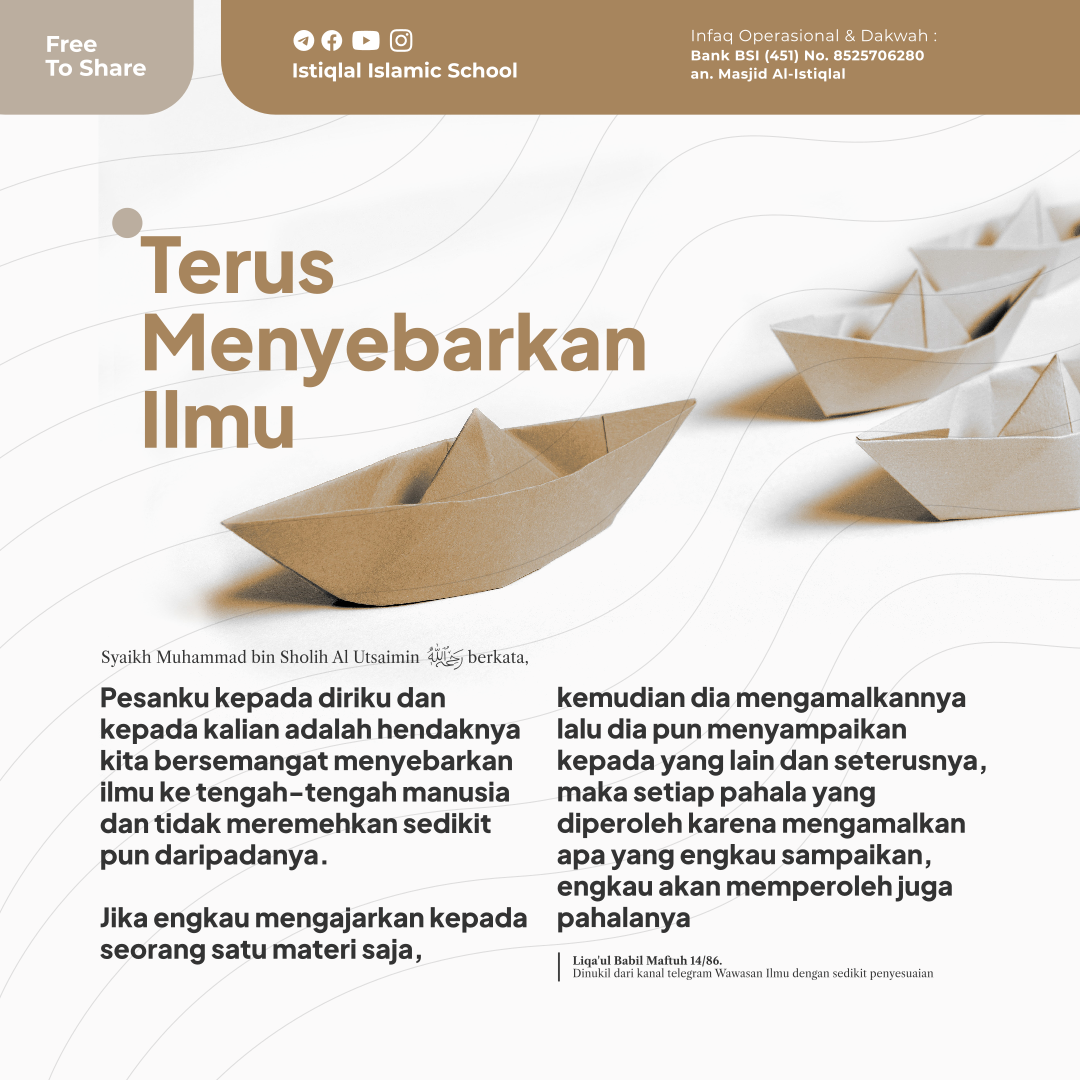 Free
To Share
Istiqlal Islamic School
Infaq Operasional & Dakwah :
Bank BSI (451) No. 8525706280
an. Masjid Al-Istiqlal
Terus
Menyebarkan
Ilmu
Syaikh Muhammad bin Sholih Al Utsaimin رحمه الله berkata,
Pesanku kepada diriku dan
kepada kalian adalah hendaknya
kita bersemangat menyebarkan
ilmu ke tengah-tengah manusia
dan tidak meremehkan sedikit
pun daripadanya.
Jika engkau mengajarkan kepada
seorang satu materi saja,
kemudian dia mengamalkannya
lalu dia pun menyampaikan
kepada yang lain dan seterusnya,
maka setiap pahala yang
diperoleh karena mengamalkan
apa yang engkau sampaikan,
engkau akan memperoleh juga
pahalanya
Liqa'ul Babil Maftuh 14/86.
Dinukil dari kanal telegram Wawasan Ilmu dengan sedikit penyesuaian